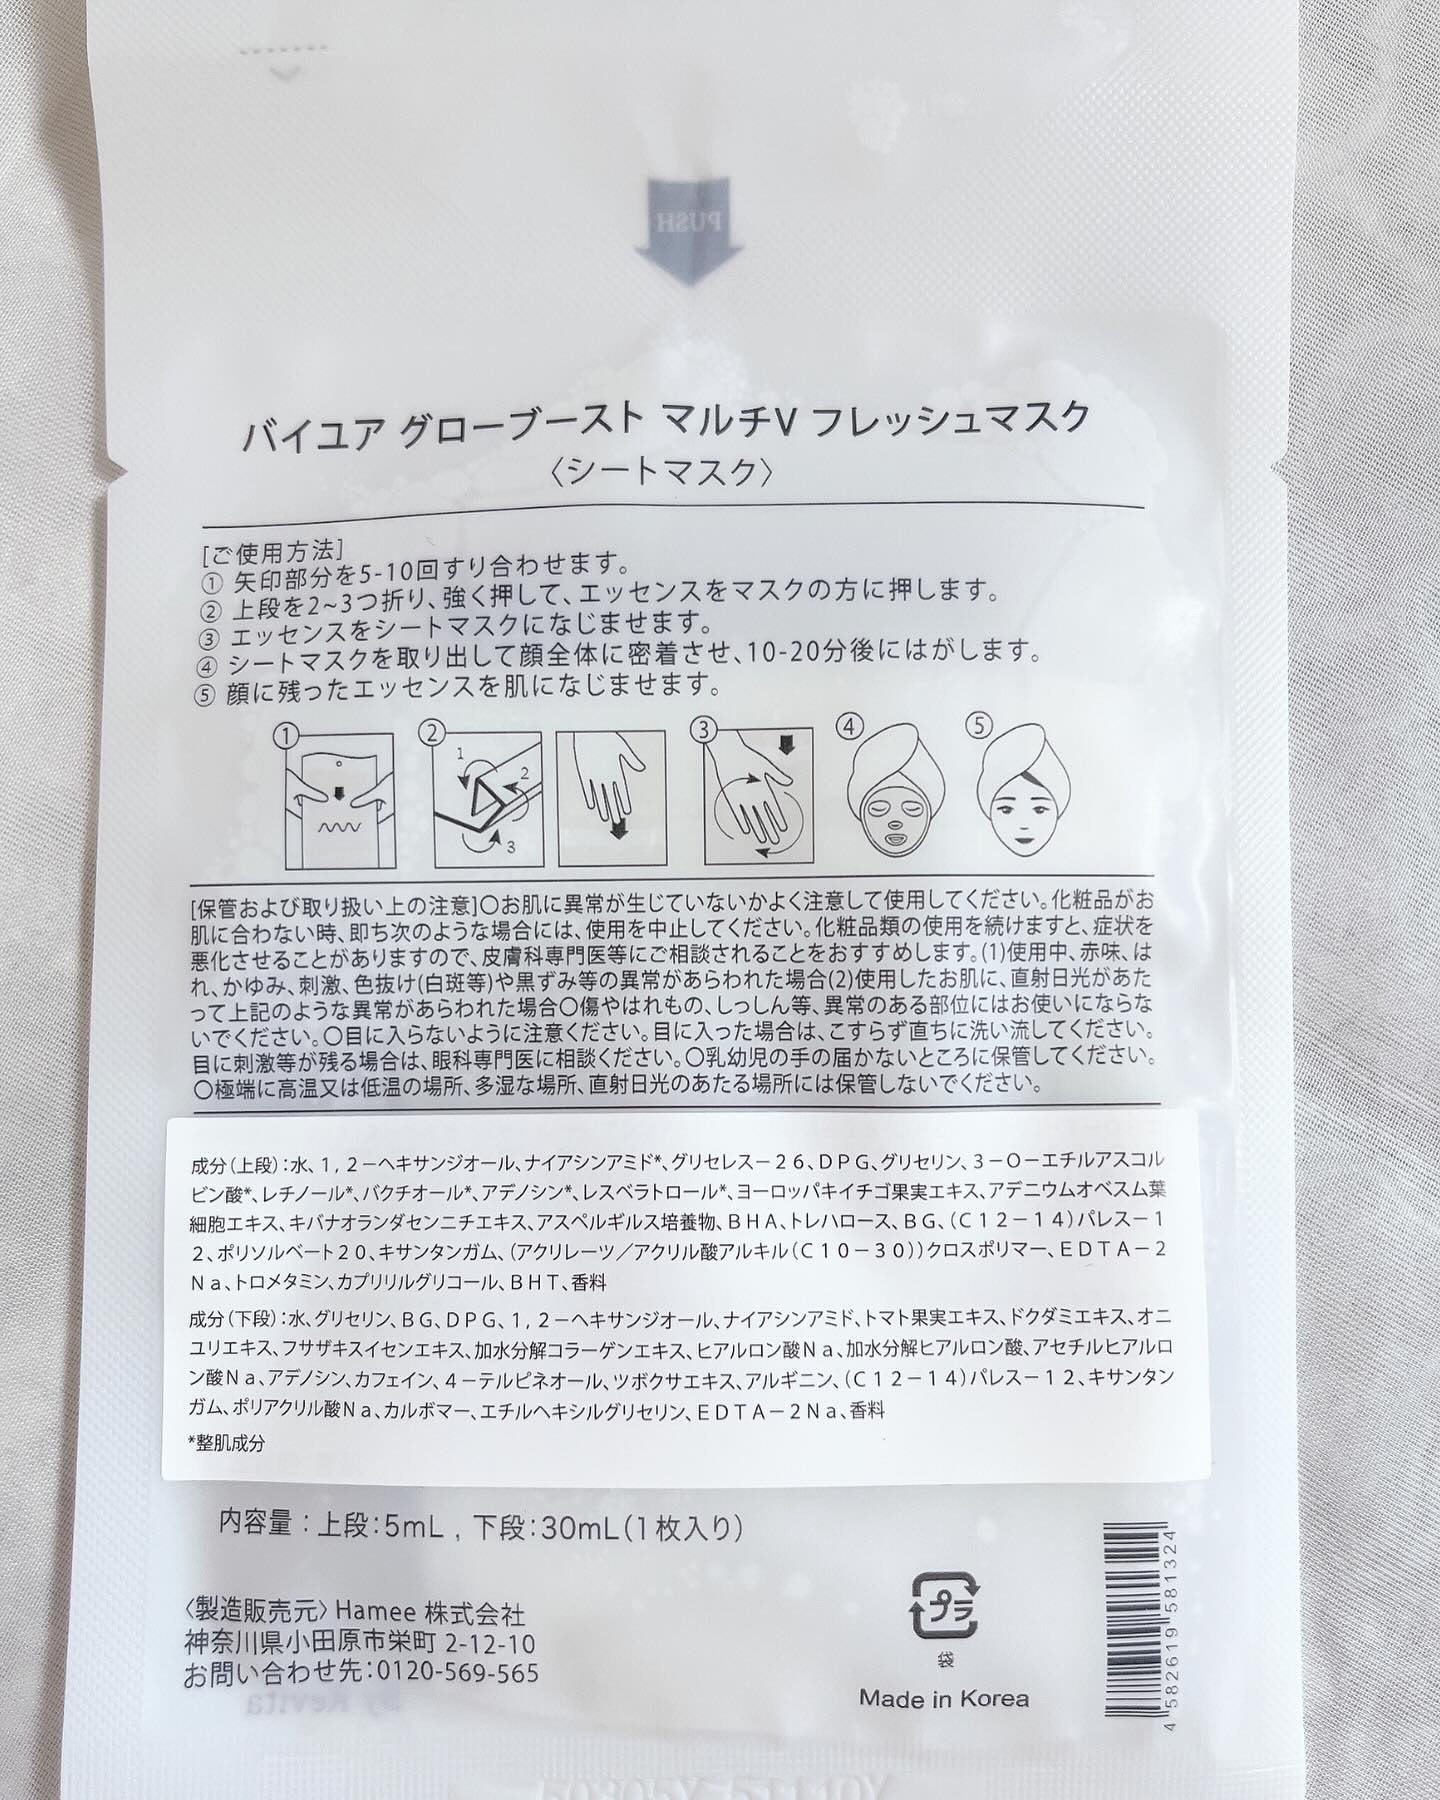 PUSH
バイユア グローブースト マルチV フレッシュマスク
〈シートマスク〉
[ご使用方法]
① 矢印部分を5-10回すり合わせます。
② 上段を2~3つ折り、強く押して、エッセンスをマスクの方に押します。
③ エッセンスをシートマスクになじませます。
④ シートマスクを取り出して顔全体に密着させ、10-20分後にはがします。
⑤ 顔に残ったエッセンスを肌になじませます。
① ② 1 2 3 ③ ④ ⑤
[保管および取り扱い上の注意]〇お肌に異常が生じていないかよく注意して使用してください。化粧品がお
肌に合わない時、即ち次のような場合には、使用を中止してください。化粧品類の使用を続けますと、症状を
悪化させることがありますので、皮膚科専門医等にご相談されることをおすすめします。(1)使用中、赤味、は
れ、かゆみ、刺激、色抜け(白斑等)や黒ずみ等の異常があらわれた場合(2)使用したお肌に、直射日光があた
って上記のような異常があらわれた場合〇傷やはれもの、しっしん等、異常のある部位にはお使いにならな
いでください。〇目に入らないように注意ください。目に入った場合は、こすらず直ちに洗い流してください。
目に刺激等が残る場合は、眼科専門医に相談ください。〇乳幼児の手の届かないところに保管してください。
〇極端に高温又は低温の場所、多湿な場所、直射日光のあたる場所には保管しないでください。
成分（上段）：水、１，２－ヘキサンジオール、ナイアシンアミド*、グリセレス－２６、ＤＰＧ、グリセリン、３－Ｏ－エチルアスコル
ビン酸*、レチノール*、バクチオール*、アデノシン*、レスベラトロール*、ヨーロッパキイチゴ果実エキス、アデニウムオベスム葉
細胞エキス、キバナオランダセンニチエキス、アスペルギルス培養物、ＢＨＡ、トレハロース、ＢＧ、（Ｃ１２－１４）パレス－１
２、ポリソルベート２０、キサンタンガム、（アクリレーツ／アクリル酸アルキル（Ｃ１０－３０））クロスポリマー、ＥＤＴＡ－２
Ｎａ、トロメタミン、カプリリルグリコール、ＢＨＴ、香料
成分（下段）：水、グリセリン、ＢＧ、ＤＰＧ、１，２－ヘキサンジオール、ナイアシンアミド、トマト果実エキス、ドクダミエキス、オニ
ユリエキス、フサザキスイセンエキス、加水分解コラーゲンエキス、ヒアルロン酸Ｎａ、加水分解ヒアルロン酸、アセチルヒアルロ
ン酸Ｎａ、アデノシン、カフェイン、４－テルピネオール、ツボクサエキス、アルギニン、（Ｃ１２－１４）パレス－１２、キサンタン
ガム、ポリアクリル酸Ｎａ、カルボマー、エチルヘキシルグリセリン、ＥＤＴＡ－２Ｎａ、香料
*整肌成分
内容量：上段：5mL , 下段：30mL（1枚入り）
〈製造販売元〉Hamee 株式会社
神奈川県小田原市栄町 2-12-10
お問い合わせ先：0120-569-565
プラ
袋
Made in Korea
4 582619 581324
By Revita